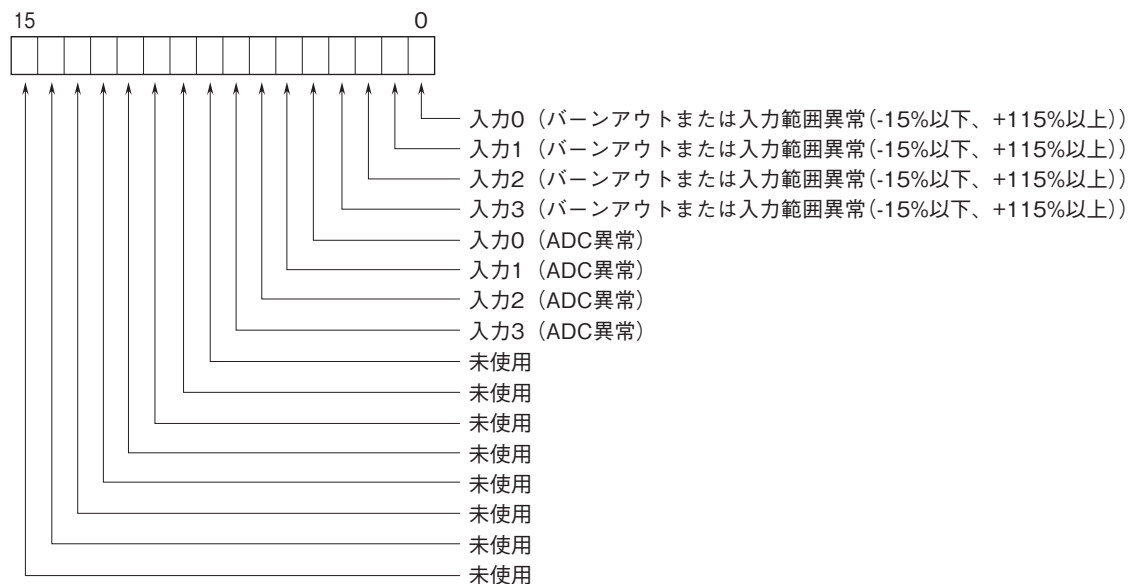 15 0
入力0（バーンアウトまたは入力範囲異常（-15%以下、+115%以上））
入力1（バーンアウトまたは入力範囲異常（-15%以下、+115%以上））
入力2（バーンアウトまたは入力範囲異常（-15%以下、+115%以上））
入力3（バーンアウトまたは入力範囲異常（-15%以下、+115%以上））
入力0（ADC異常）
入力1（ADC異常）
入力2（ADC異常）
入力3（ADC異常）
未使用
未使用
未使用
未使用
未使用
未使用
未使用
未使用